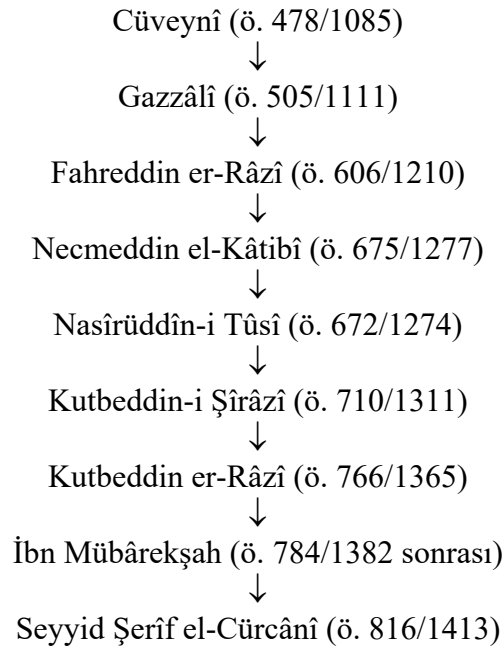 Cüveynî (ö. 478/1085)
↓
Gazzâlî (ö. 505/1111)
↓
Fahreddin er-Râzî (ö. 606/1210)
↓
Necmeddin el-Kâtibî (ö. 675/1277)
↓
Nasîrüddîn-i Tûsî (ö. 672/1274)
↓
Kutbeddin-i Şîrâzî (ö. 710/1311)
↓
Kutbeddin er-Râzî (ö. 766/1365)
↓
İbn Mübârekşah (ö. 784/1382 sonrası)
↓
Seyyid Şerîf el-Cürcânî (ö. 816/1413)